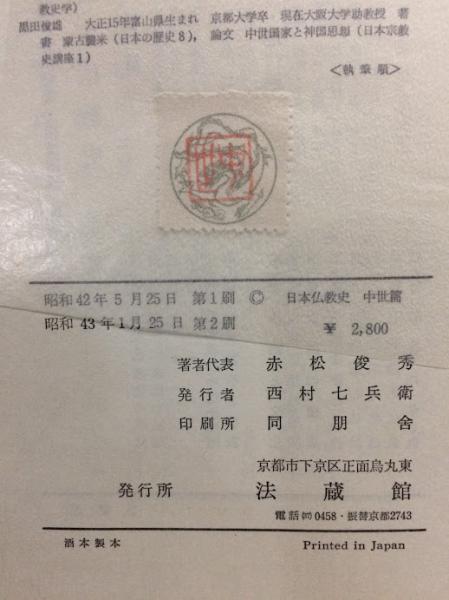 教史学)
黒田俊雄 大正15年富山県生まれ 京都大学卒 現在大阪大学助教授 著
書 蒙古襲来(日本の歴史8),論文 中世国家と神国思想(日本宗教
史講座1)
<執筆順>
昭和42年5月25日 第1刷 © 日本仏教史 中世篇
昭和43年1月25日 第2刷 ¥ 2,800
著者代表 赤松俊秀
発行者 西村七兵衛
印刷所 同朋舎
京都市下京区正面烏丸東
発行所 法蔵館
電話㈹0458・振替京都2743
酒本製本 Printed in Japan